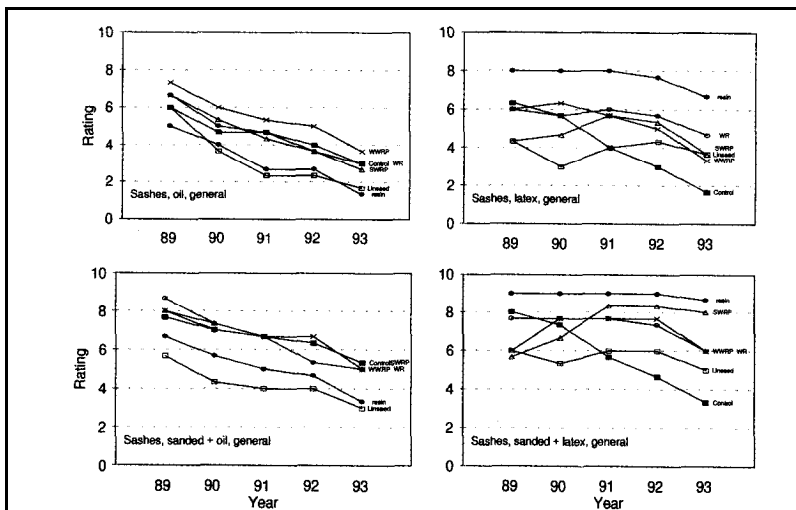 10
8
6
4
2
0
Rating
WWRP
Control WR
SWRP
Linseed
resin
Sashes, oil, general
89 90 91 92 93
10
8
6
4
2
0
resin
WR
SWRP
Linseed
WWRP
Control
Sashes, latex, general
89 90 91 92 93
10
8
6
4
2
0
Rating
ControlSWRP
WWRP WR
resin
Linseed
Sashes, sanded + oil, general
89 90 91 92 93
Year
10
8
6
4
2
0
resin
SWRP
WWRP WR
Linseed
Control
Sashes, sanded + latex, general
89 90 91 92 93
Year